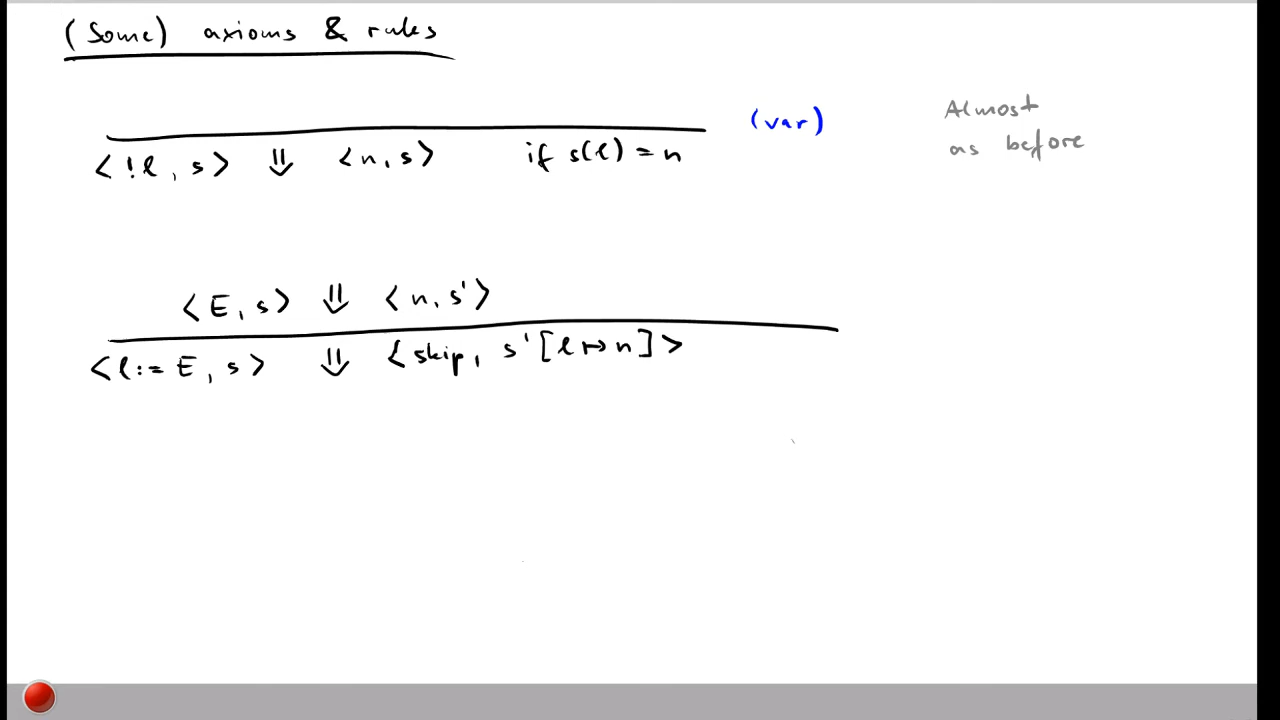 (Some) axioms & rules
(var)
Almost
as before
<!ℓ, s> ⇓ <n, s> if s(ℓ) = n
<E, s> ⇓ <n, s'>
<ℓ:= E, s> ⇓ <skip, s'[ℓ ↦ n]>